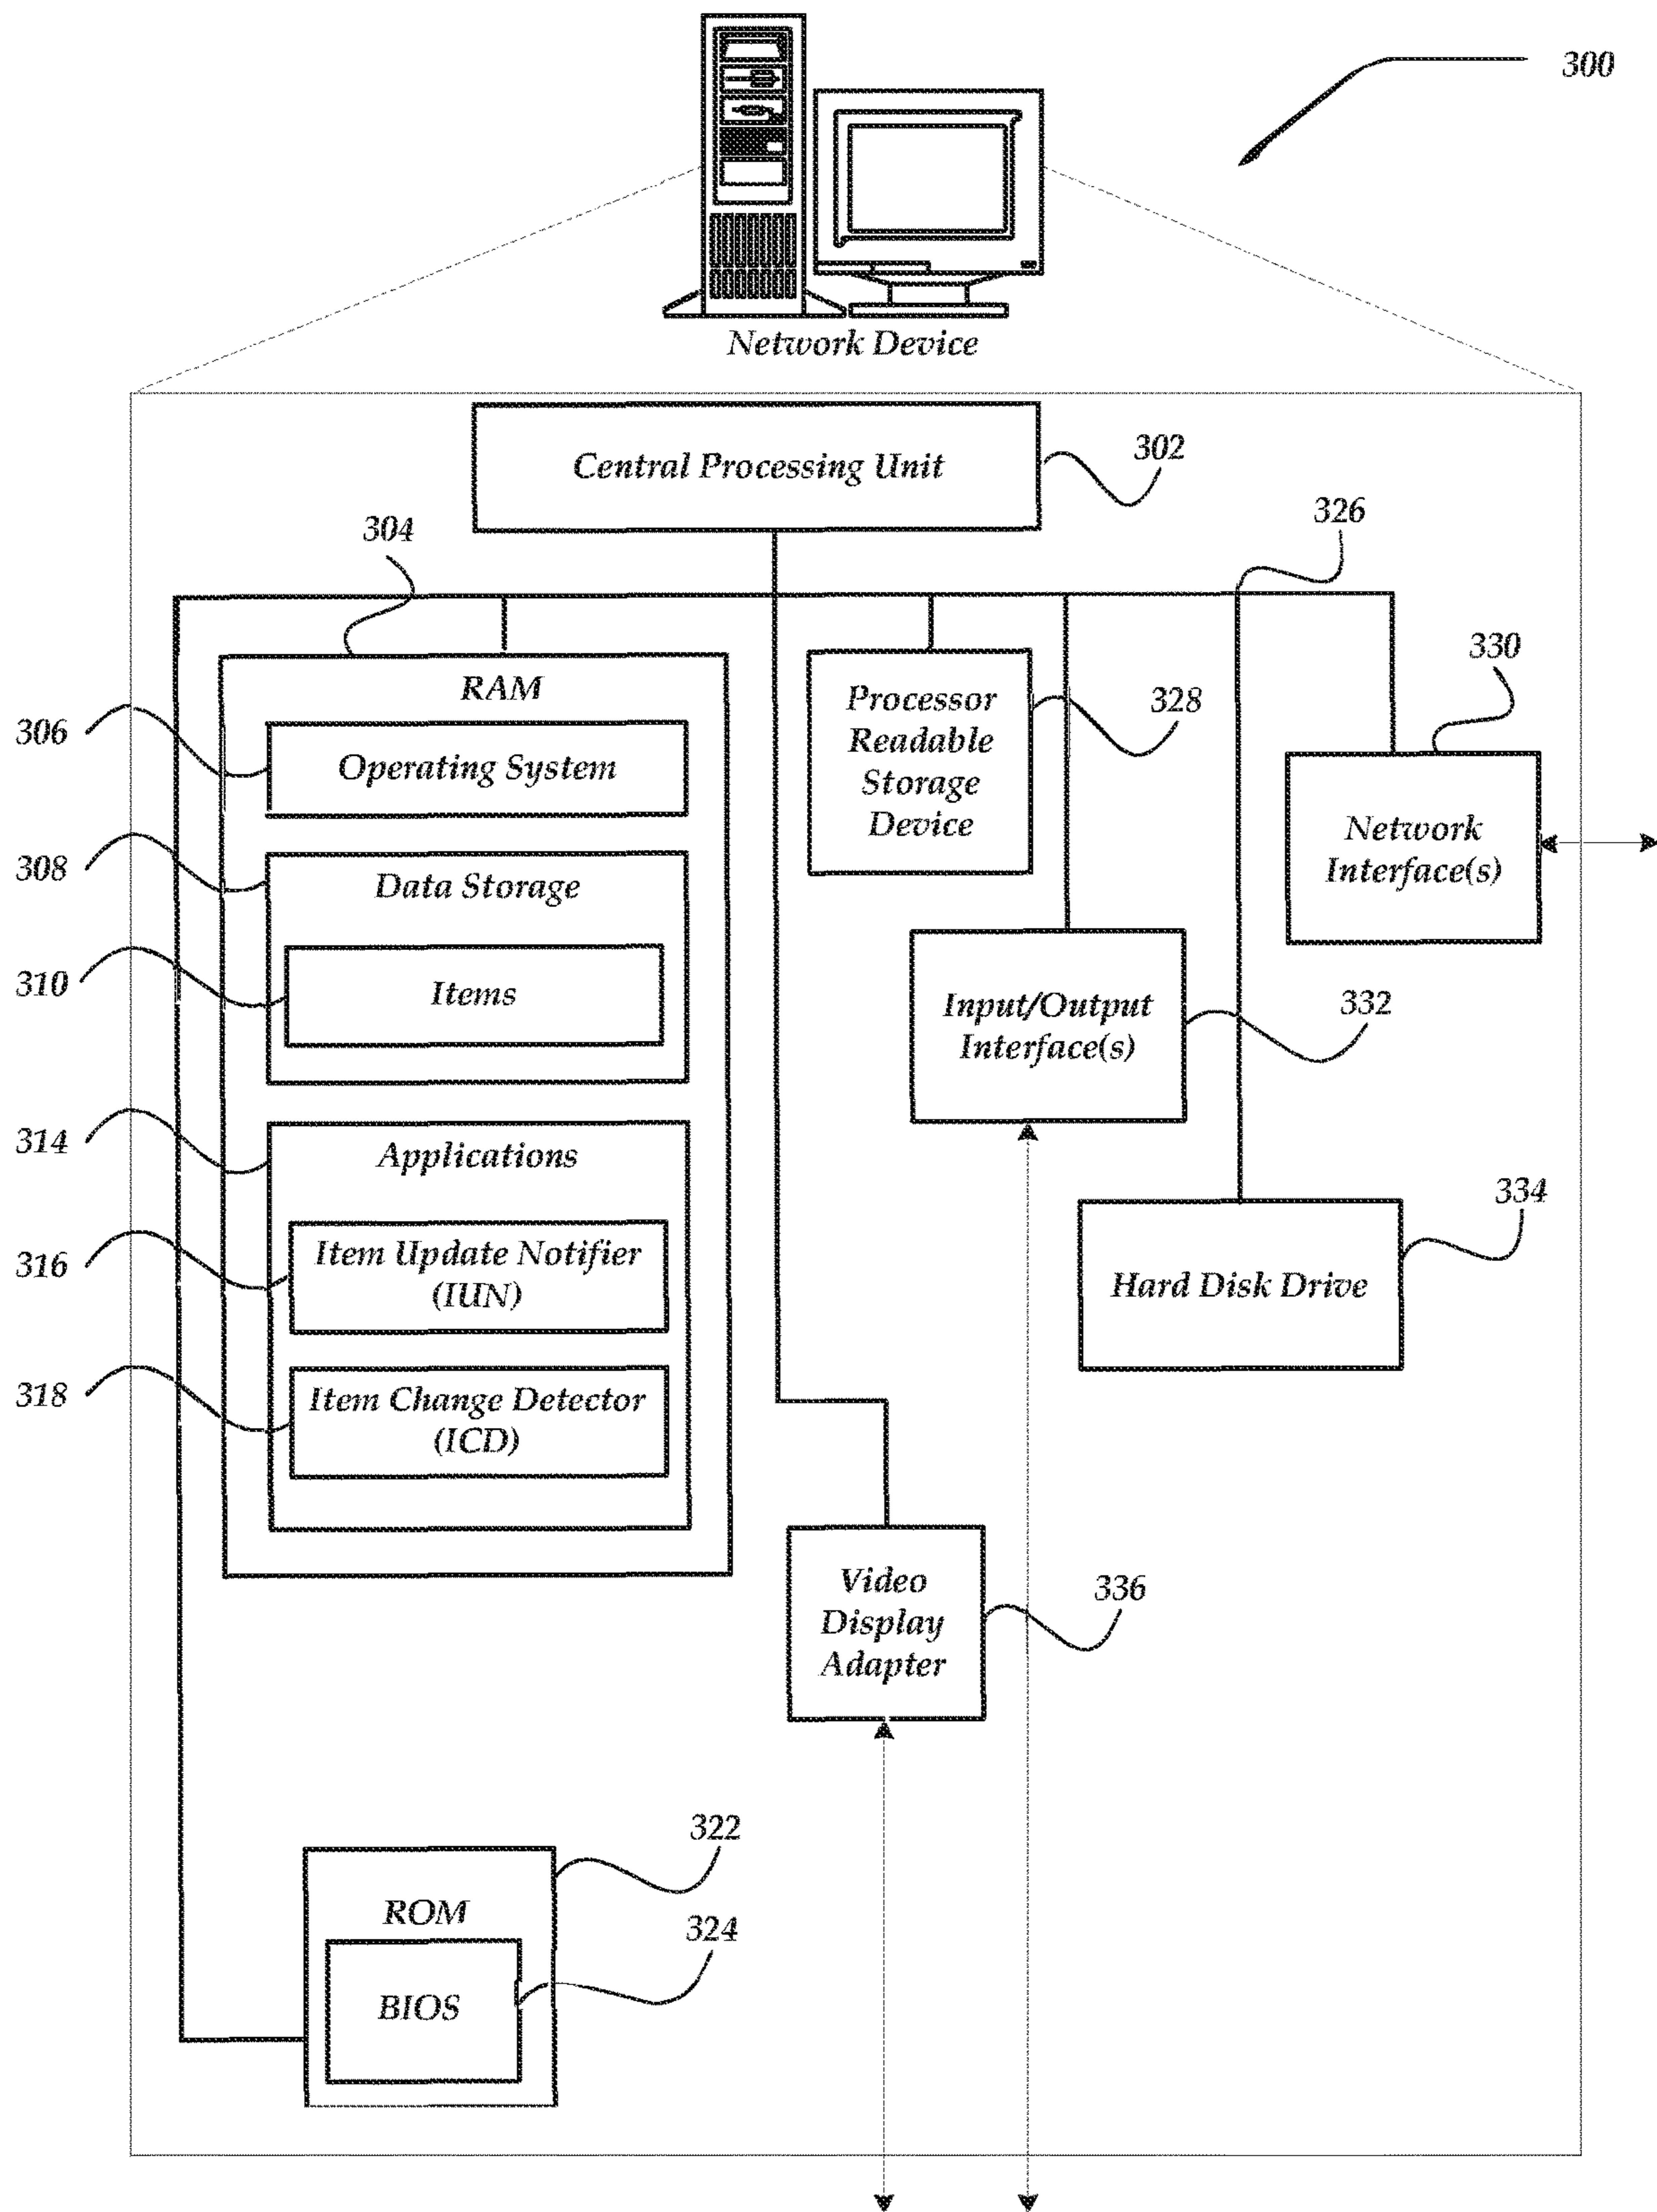 300
Network Device
Central Processing Unit
302
304
326
RAM
306
Operating System
308
Data Storage
310
Items
314
Applications
316
Item Update Notifier
(IUN)
318
Item Change Detector
(ICD)
Processor
Readable
Storage
Device
328
330
Network
Interface(s)
Input/Output
Interface(s)
332
334
Hard Disk Drive
Video
Display
Adapter
336
322
ROM
324
BIOS